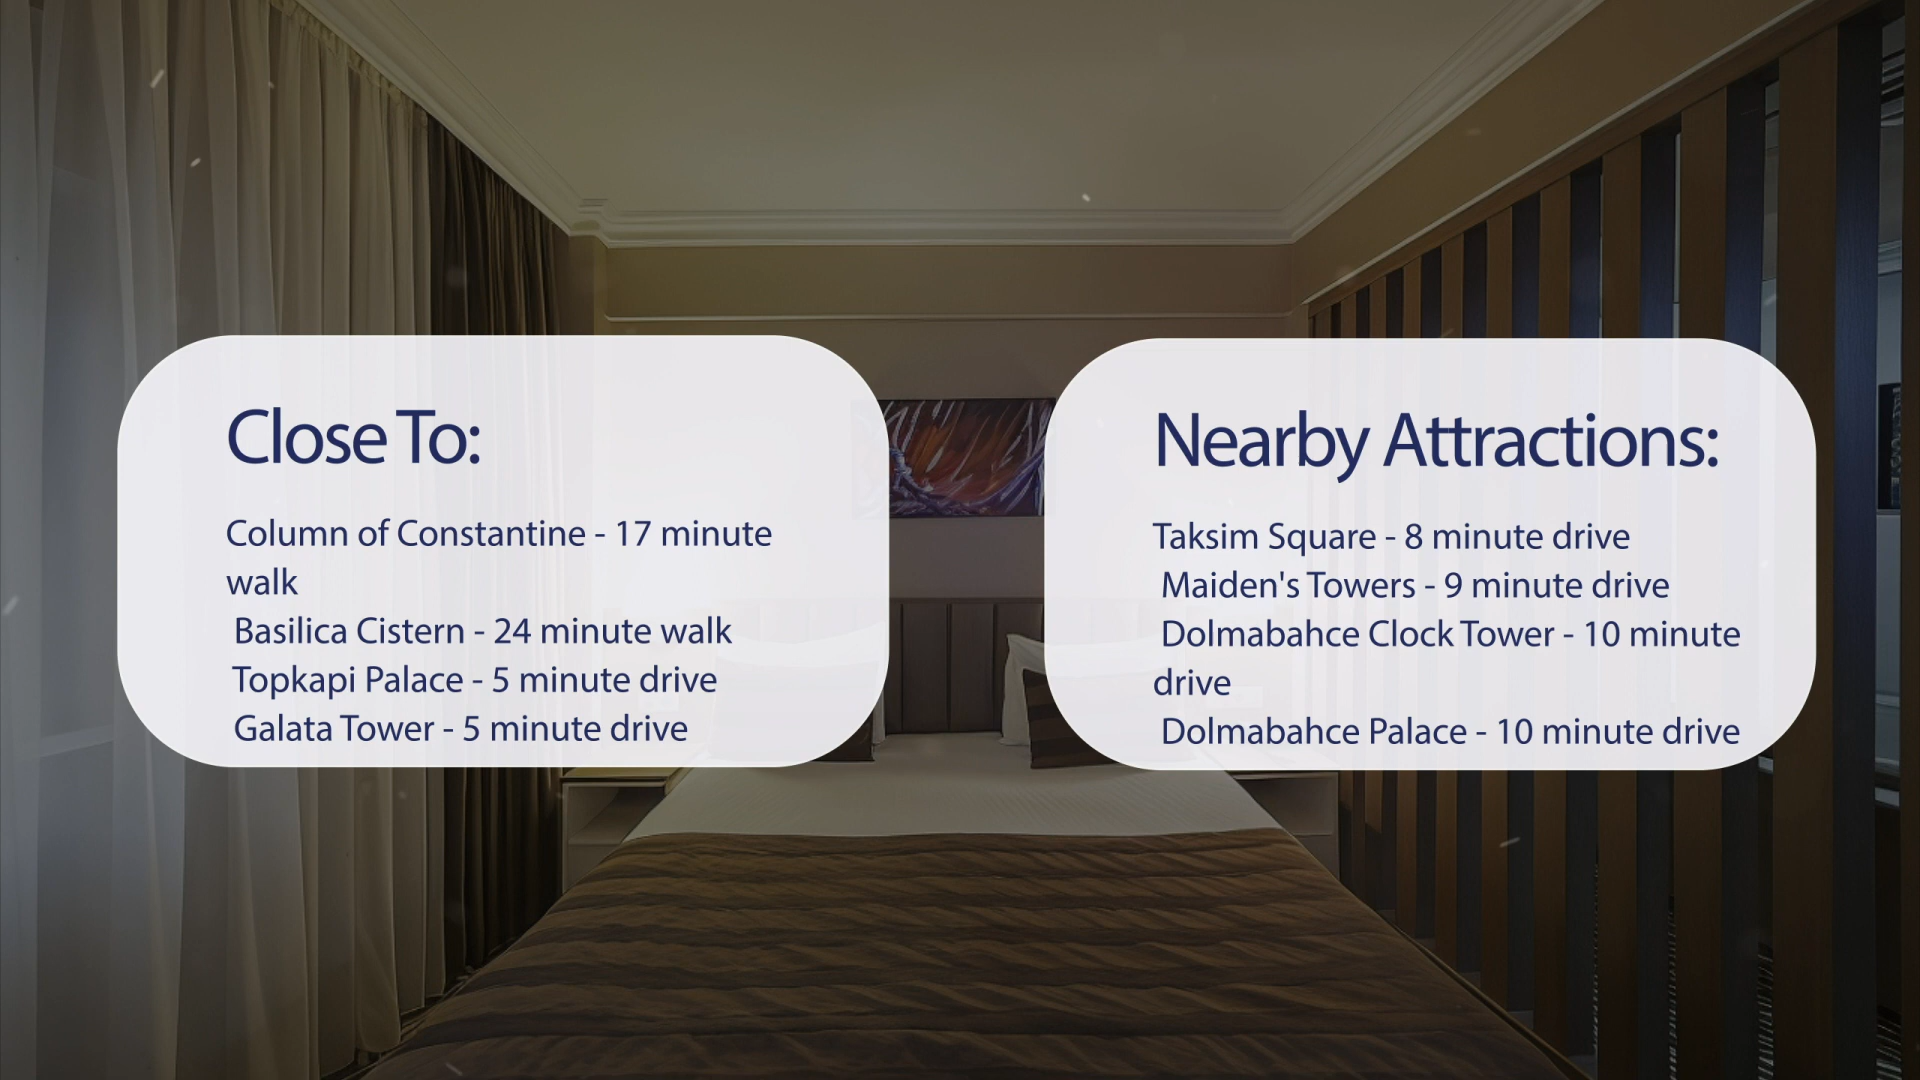 Close To:
Column of Constantine - 17 minute
walk
Basilica Cistern - 24 minute walk
Topkapi Palace - 5 minute drive
Galata Tower - 5 minute drive
Nearby Attractions:
Taksim Square - 8 minute drive
Maiden's Towers - 9 minute drive
Dolmabahce Clock Tower - 10 minute
drive
Dolmabahce Palace - 10 minute drive